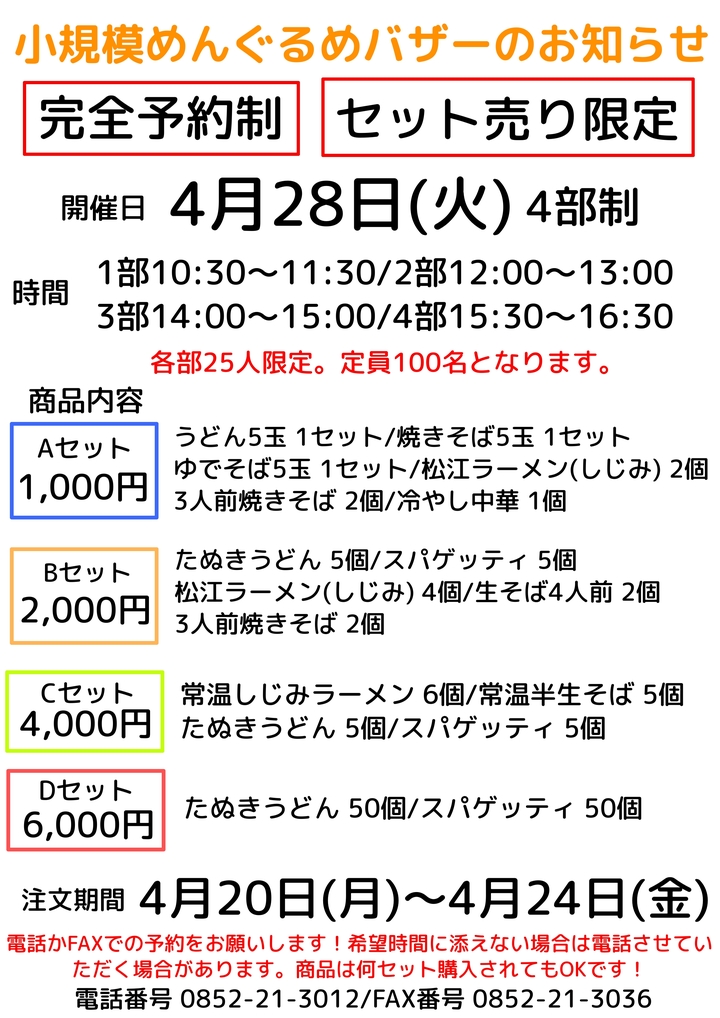 小規模めんぐるめバザーのお知らせ
完全予約制 セット売り限定
開催日 4月28日(火) 4部制
時間
1部10:30～11:30/2部12:00～13:00
3部14:00～15:00/4部15:30～16:30
各部25人限定。定員100名となります。
商品内容
Aセット
1,000円
うどん5玉 1セット/焼きそば5玉 1セット
ゆでそば5玉 1セット/松江ラーメン(しじみ) 2個
3人前焼きそば 2個/冷やし中華 1個
Bセット
2,000円
たぬきうどん 5個/スパゲッティ 5個
松江ラーメン(しじみ) 4個/生そば4人前 2個
3人前焼きそば 2個
Cセット
4,000円
常温しじみラーメン 6個/常温半生そば 5個
たぬきうどん 5個/スパゲッティ 5個
Dセット
6,000円
たぬきうどん 50個/スパゲッティ 50個
注文期間 4月20日(月)～4月24日(金)
電話かFAXでの予約をお願いします！希望時間に添えない場合は電話させてい
ただく場合があります。商品は何セット購入されてもOKです！
電話番号 0852-21-3012/FAX番号 0852-21-3036